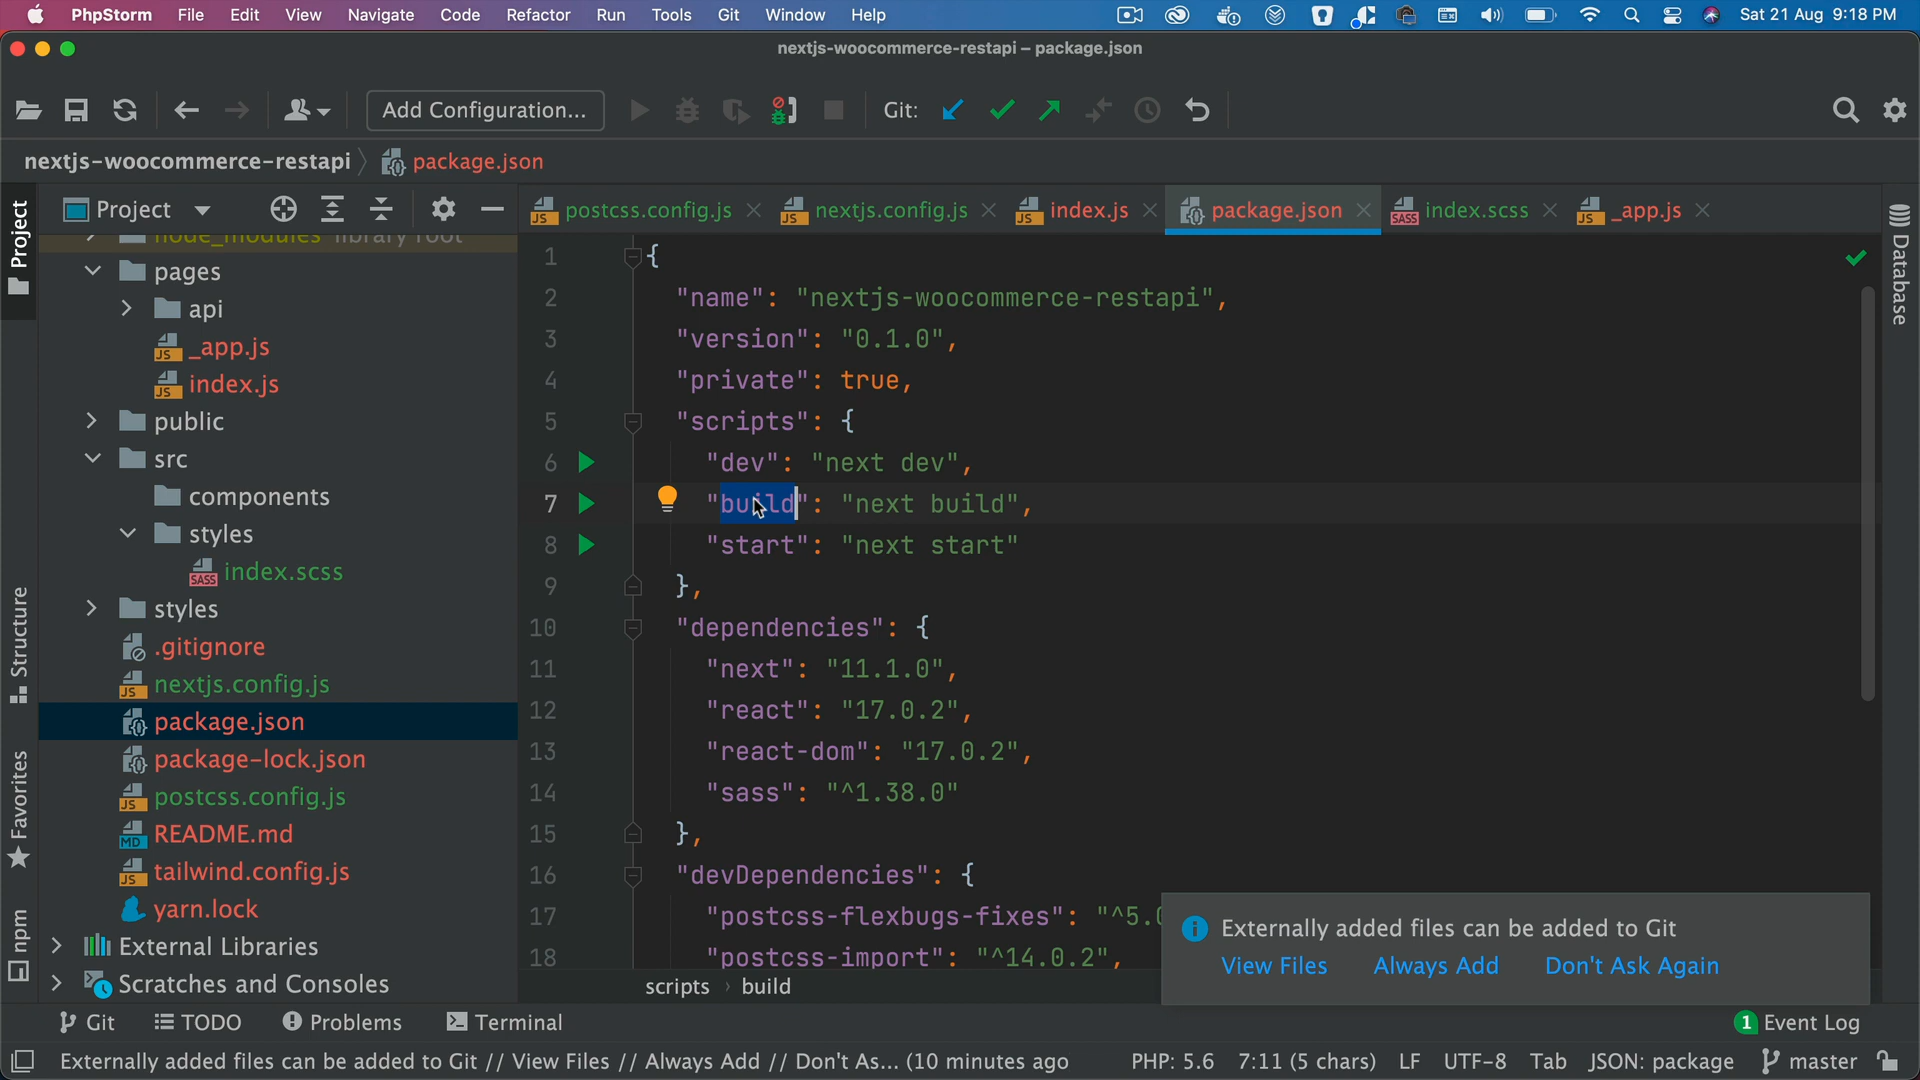 PhpStorm File Edit View Navigate Code Refactor Run Tools Git Window Help Sat 21 Aug 9:18 PM
nextjs-woocommerce-restapi – package.json
Add Configuration... Git:
nextjs-woocommerce-restapi package.json
Project
postcss.config.js nextjs.config.js index.js package.json index.scss _app.js
Project
Structure
Favorites
npm
Database
node_modules library root
pages
api
_app.js
index.js
public
src
components
styles
index.scss
styles
.gitignore
nextjs.config.js
package.json
package-lock.json
postcss.config.js
README.md
tailwind.config.js
yarn.lock
External Libraries
Scratches and Consoles
1 {
2 "name": "nextjs-woocommerce-restapi",
3 "version": "0.1.0",
4 "private": true,
5 "scripts": {
6 "dev": "next dev",
7 "build": "next build",
8 "start": "next start"
9 },
10 "dependencies": {
11 "next": "11.1.0",
12 "react": "17.0.2",
13 "react-dom": "17.0.2",
14 "sass": "^1.38.0"
15 },
16 "devDependencies": {
17 "postcss-flexbugs-fixes": "^5.0
18 "postcss-import": "^14.0.2",
scripts › build
Externally added files can be added to Git
View Files Always Add Don't Ask Again
Git TODO Problems Terminal 1 Event Log
Externally added files can be added to Git // View Files // Always Add // Don't As... (10 minutes ago PHP: 5.6 7:11 (5 chars) LF UTF-8 Tab JSON: package master